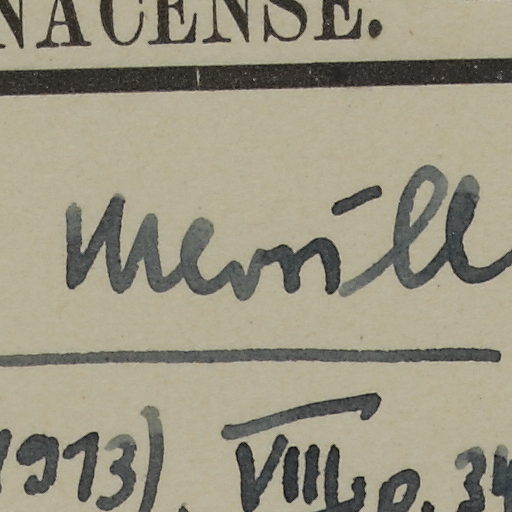 NACENSE.
Merrill
1913). VIII, p. 34